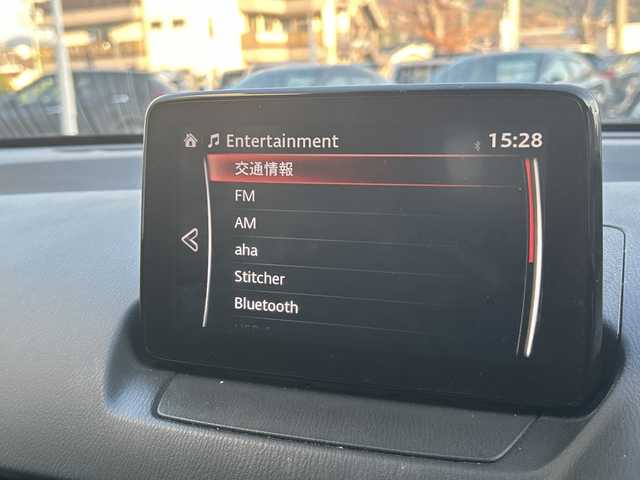 Entertainment
15:28
交通情報
FM
AM
aha
Stitcher
Bluetooth